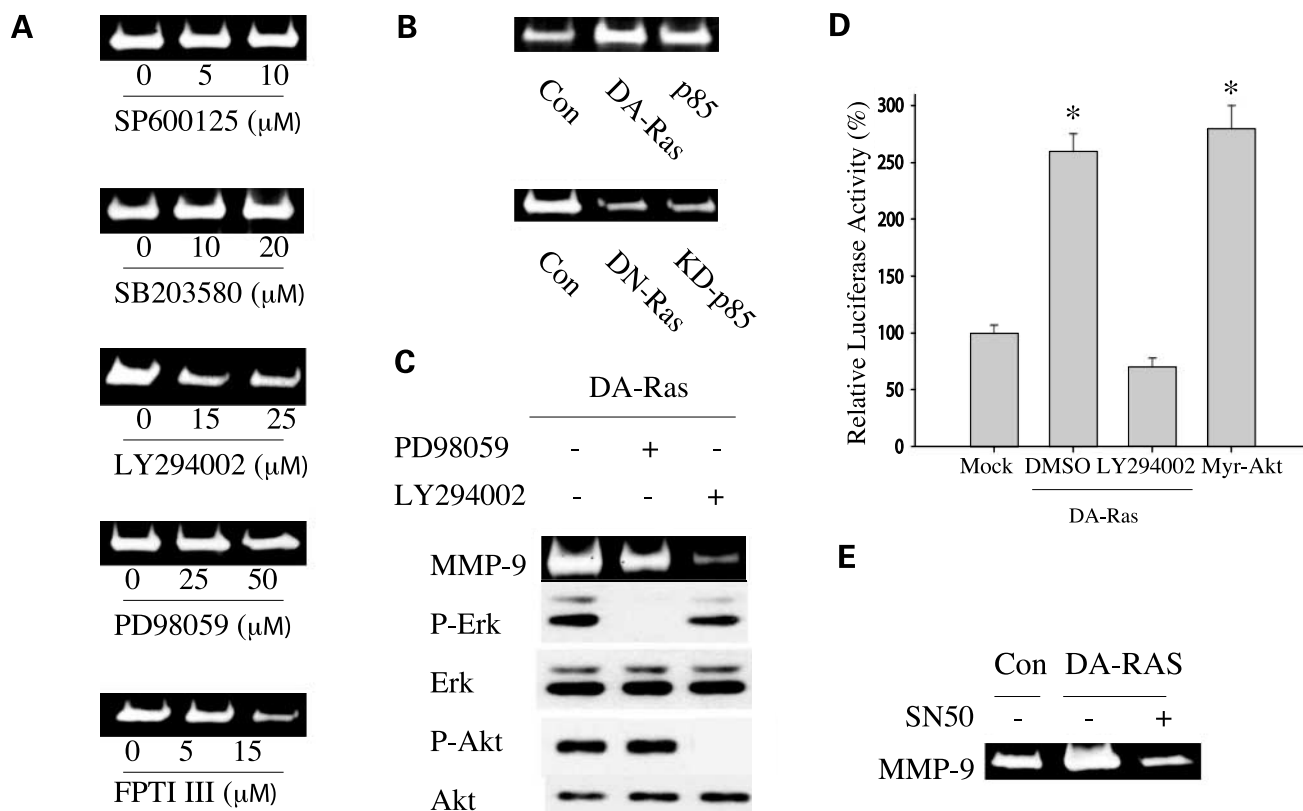 A
0 5 10
SP600125 (μM)
0 10 20
SB203580 (μM)
0 15 25
LY294002 (μM)
0 25 50
PD98059 (μM)
0 5 15
FPTI III (μM)
B
Con DA-Ras p85
Con DN-Ras KD-p85
C
DA-Ras
PD98059 - + -
LY294002 - - +
MMP-9
P-Erk
Erk
P-Akt
Akt
D
Relative Luciferase Activity (%)
300
250
200
150
100
50
0
* *
Mock DMSO LY294002 Myr-Akt
DA-Ras
E
Con DA-RAS
SN50 - - +
MMP-9